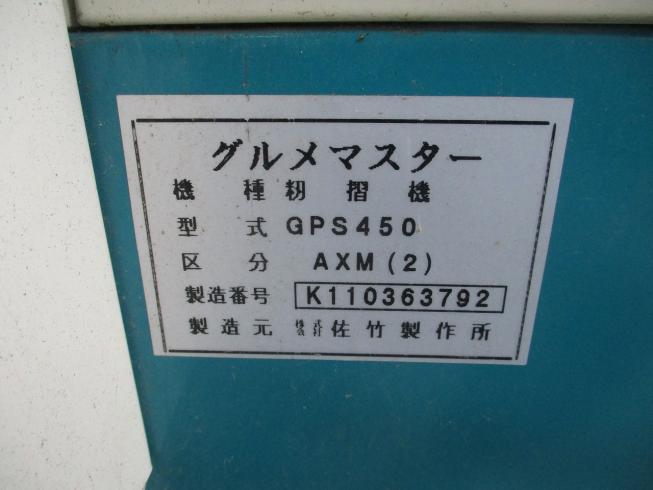 グルメマスター
機種 籾摺機
型式 GPS450
区分 AXM(2)
製造番号 K110363792
製造元 株式会社 佐竹製作所